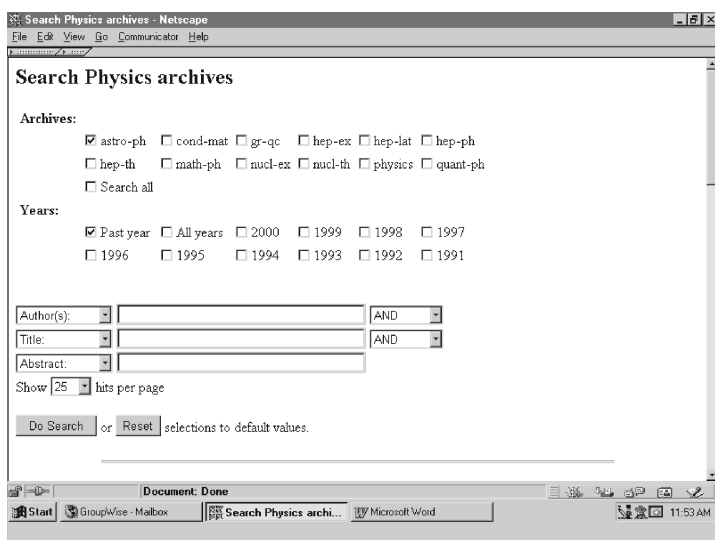 Search Physics archives - Netscape
File Edit View Go Communicator Help
Search Physics archives
Archives:
astro-ph cond-mat gr-qc hep-ex hep-lat hep-ph
hep-th math-ph nucl-ex nucl-th physics quant-ph
Search all
Years:
Past year All years 2000 1999 1998 1997
1996 1995 1994 1993 1992 1991
Author(s): AND
Title: AND
Abstract:
Show 25 hits per page
Do Search or Reset selections to default values.
Document: Done
Start GroupWise - Mailbox Search Physics archi... Microsoft Word 11:53 AM